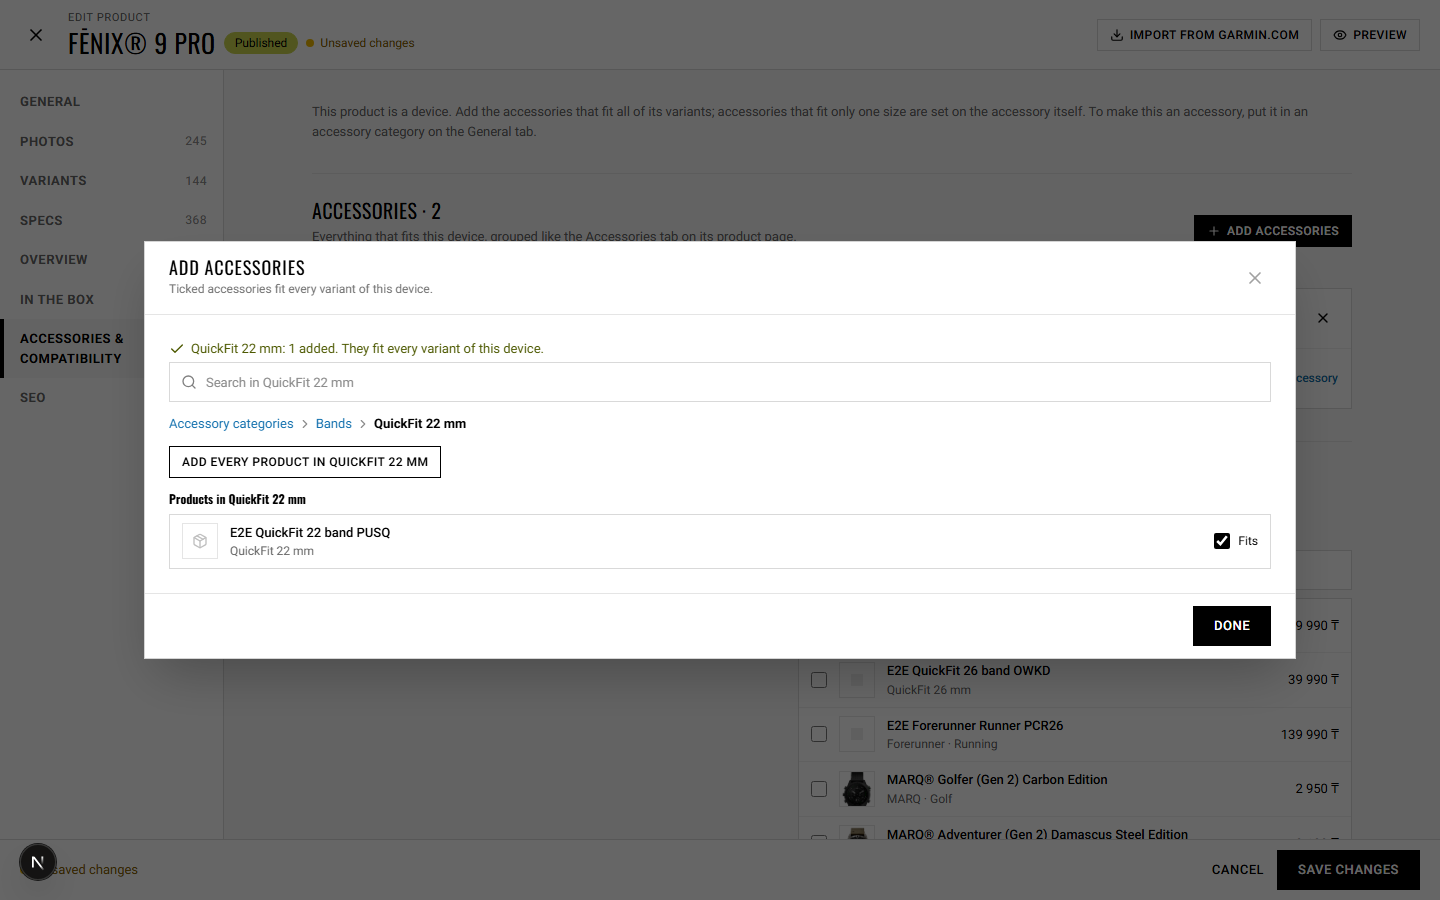 EDIT PRODUCT
FĒNIX® 9 PRO
Published
Unsaved changes
IMPORT FROM GARMIN.COM
PREVIEW
GENERAL
PHOTOS 245
VARIANTS 144
SPECS 368
OVERVIEW
IN THE BOX
ACCESSORIES &
COMPATIBILITY
SEO
This product is a device. Add the accessories that fit all of its variants; accessories that fit only one size are set on the accessory itself. To make this an accessory, put it in an
accessory category on the General tab.
ACCESSORIES · 2
Everything that fits this device, grouped like the Accessories tab on its product page.
ADD ACCESSORIES
ADD ACCESSORIES
Ticked accessories fit every variant of this device.
QuickFit 22 mm: 1 added. They fit every variant of this device.
Search in QuickFit 22 mm
Accessory categories > Bands > QuickFit 22 mm
ADD EVERY PRODUCT IN QUICKFIT 22 MM
Products in QuickFit 22 mm
E2E QuickFit 22 band PUSQ
QuickFit 22 mm
Fits
DONE
cessory
9 990 ₸
E2E QuickFit 26 band OWKD
QuickFit 26 mm
39 990 ₸
E2E Forerunner Runner PCR26
Forerunner · Running
139 990 ₸
MARQ® Golfer (Gen 2) Carbon Edition
MARQ · Golf
2 950 ₸
MARQ® Adventurer (Gen 2) Damascus Steel Edition
N
saved changes
CANCEL
SAVE CHANGES